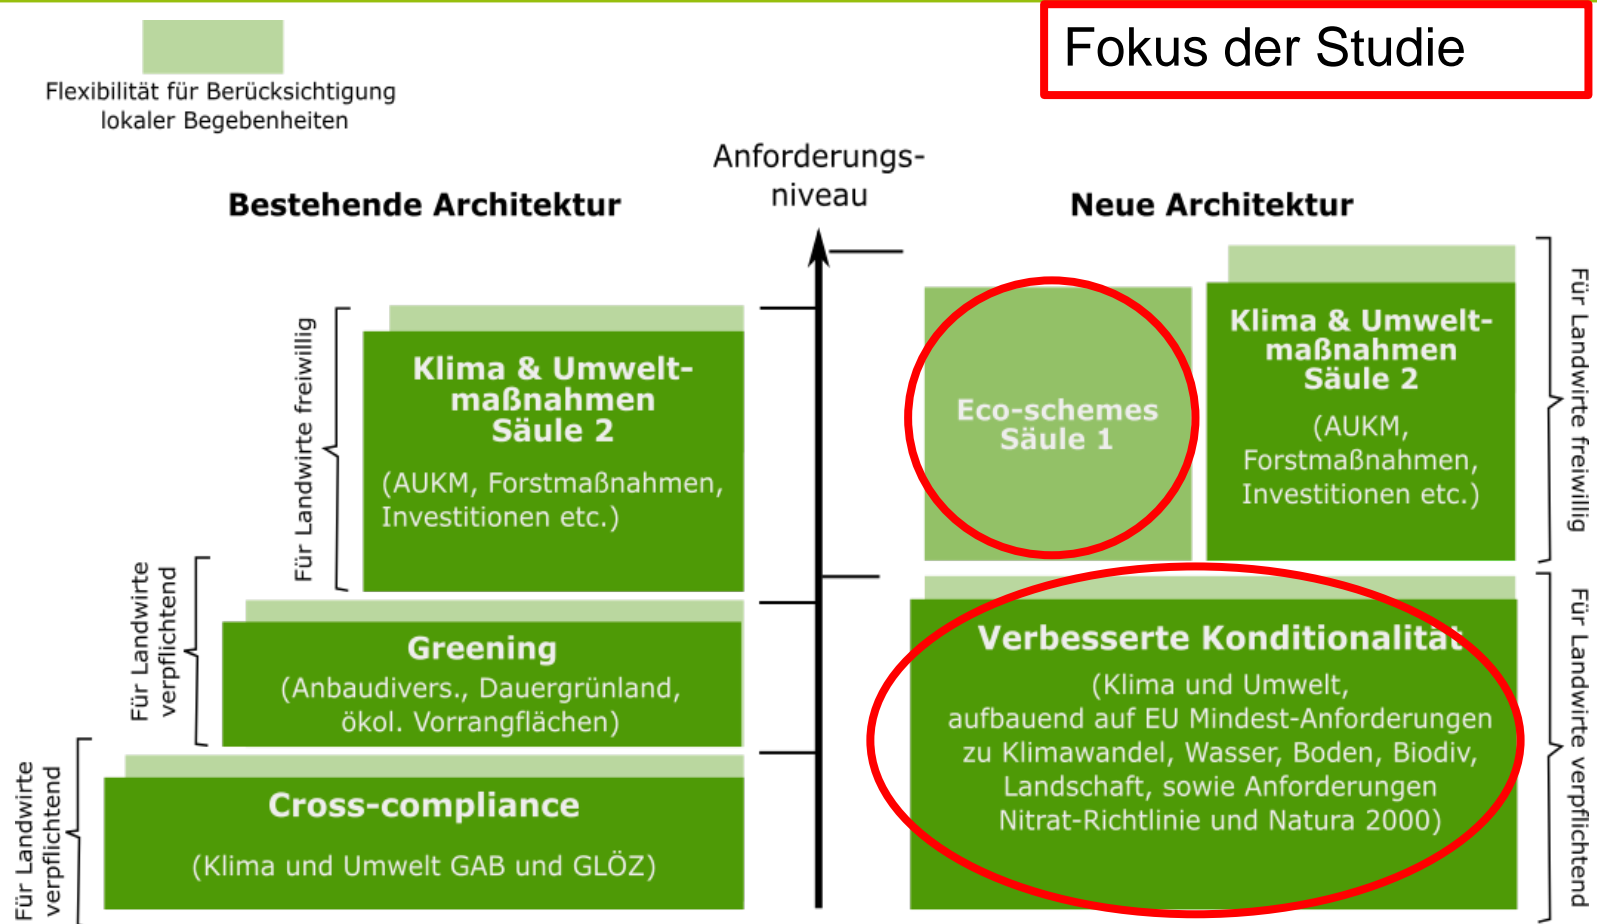 Fokus der Studie
Flexibilität für Berücksichtigung
lokaler Begebenheiten
Anforderungs-
niveau
Bestehende Architektur
Neue Architektur
Für Landwirte freiwillig
Klima & Umwelt-
maßnahmen
Säule 2
(AUKM, Forstmaßnahmen,
Investitionen etc.)
Für Landwirte
verpflichtend
Greening
(Anbaudivers., Dauergrünland,
ökol. Vorrangflächen)
Für Landwirte
verpflichtend
Cross-compliance
(Klima und Umwelt GAB und GLÖZ)
Eco-schemes
Säule 1
Klima & Umwelt-
maßnahmen
Säule 2
(AUKM,
Forstmaßnahmen,
Investitionen etc.)
Für Landwirte freiwillig
Verbesserte Konditionalität
(Klima und Umwelt,
aufbauend auf EU Mindest-Anforderungen
zu Klimawandel, Wasser, Boden, Biodiv,
Landschaft, sowie Anforderungen
Nitrat-Richtlinie und Natura 2000)
Für Landwirte verpflichtend